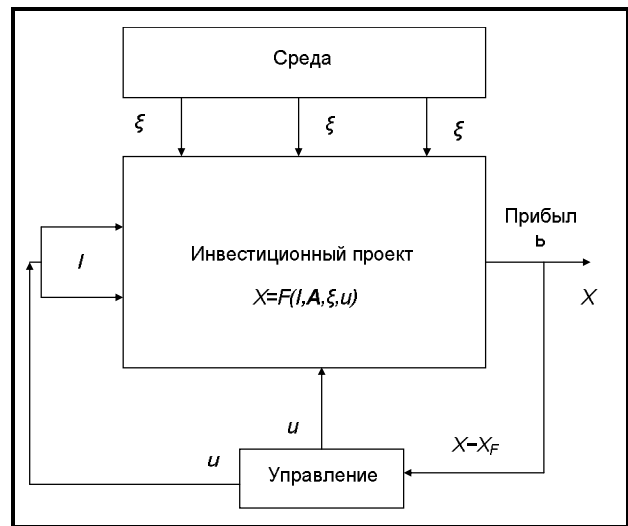 Среда
ξ
ξ
ξ
Прибыл
ь
I
Инвестиционный проект
X=F(I,A,ξ,u)
X
u
u
X−X_F
Управление